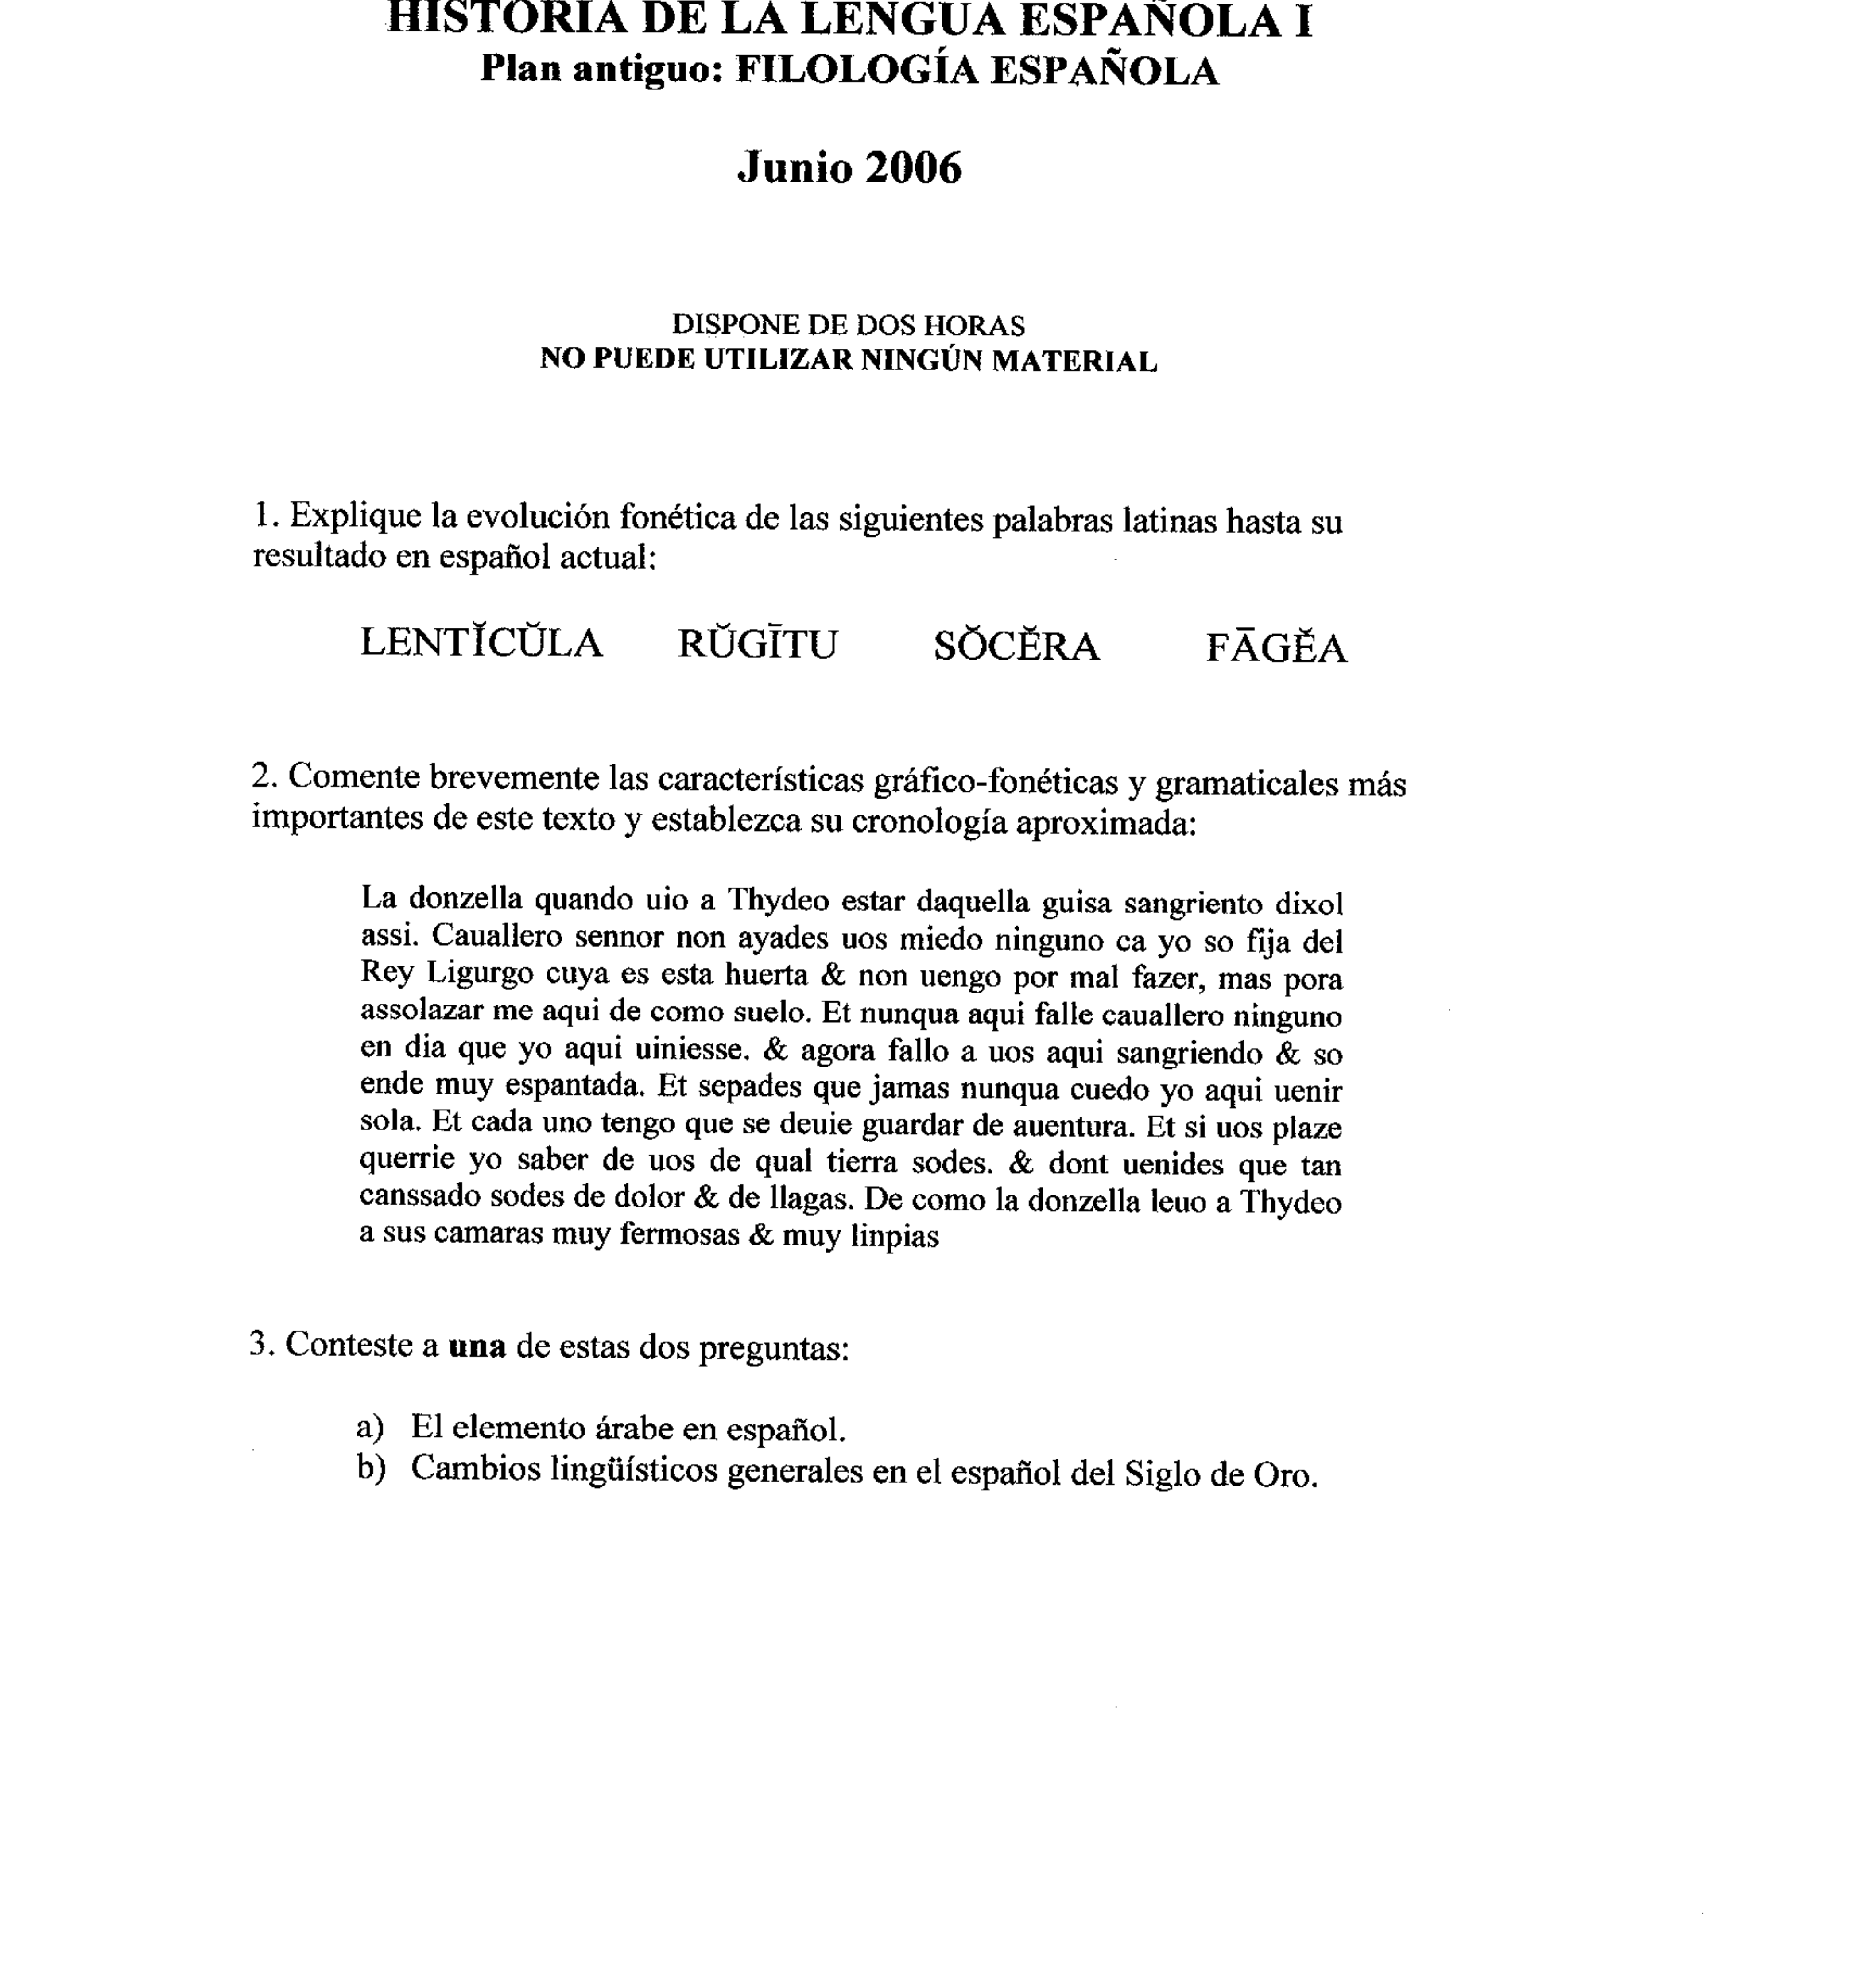 HISTORIA DE LA LENGUA ESPAÑOLA I
Plan antiguo: FILOLOGÍA ESPAÑOLA
Junio 2006
DISPONE DE DOS HORAS
NO PUEDE UTILIZAR NINGÚN MATERIAL
1. Explique la evolución fonética de las siguientes palabras latinas hasta su
resultado en español actual:
LENTĬCŬLA RŬGĪTU SŎCĔRA FĀGĔA
2. Comente brevemente las características gráfico-fonéticas y gramaticales más
importantes de este texto y establezca su cronología aproximada:
La donzella quando uio a Thydeo estar daquella guisa sangriento dixol
assi. Cauallero sennor non ayades uos miedo ninguno ca yo so fija del
Rey Ligurgo cuya es esta huerta & non uengo por mal fazer, mas pora
assolazar me aqui de como suelo. Et nunqua aqui falle cauallero ninguno
en dia que yo aqui uiniesse. & agora fallo a uos aqui sangriendo & so
ende muy espantada. Et sepades que jamas nunqua cuedo yo aqui uenir
sola. Et cada uno tengo que se deuie guardar de auentura. Et si uos plaze
querrie yo saber de uos de qual tierra sodes. & dont uenides que tan
canssado sodes de dolor & de llagas. De como la donzella leuo a Thydeo
a sus camaras muy fermosas & muy linpias
3. Conteste a una de estas dos preguntas:
a) El elemento árabe en español.
b) Cambios lingüísticos generales en el español del Siglo de Oro.